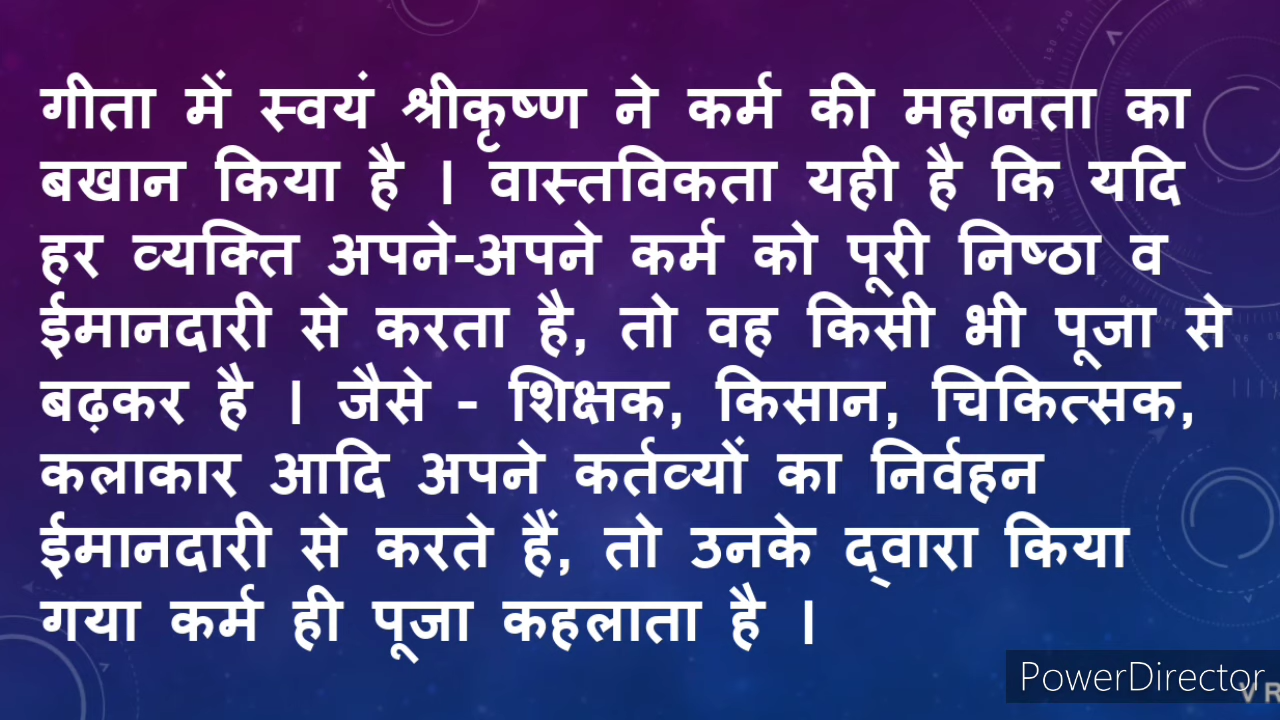 गीता में स्वयं श्रीकृष्ण ने कर्म की महानता का
बखान किया है । वास्तविकता यही है कि यदि
हर व्यक्ति अपने-अपने कर्म को पूरी निष्ठा व
ईमानदारी से करता है, तो वह किसी भी पूजा से
बढ़कर है । जैसे - शिक्षक, किसान, चिकित्सक,
कलाकार आदि अपने कर्तव्यों का निर्वहन
ईमानदारी से करते हैं, तो उनके द्वारा किया
गया कर्म ही पूजा कहलाता है ।
PowerDirector